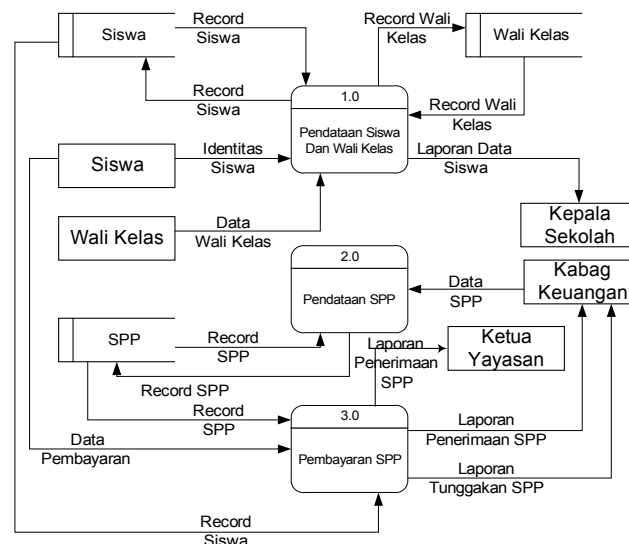 Siswa
Record
Siswa
Record Wali
Kelas
Wali Kelas
Record
Siswa
1.0
Pendataan Siswa
Dan Wali Kelas
Record Wali
Kelas
Siswa
Identitas
Siswa
Laporan Data
Siswa
Wali Kelas
Data
Wali Kelas
Kepala
Sekolah
2.0
Pendataan SPP
Data
SPP
Kabag
Keuangan
SPP
Record
SPP
Laporan
Penerimaan
SPP
Ketua
Yayasan
Record SPP
Record
SPP
3.0
Pembayaran SPP
Laporan
Penerimaan SPP
Data
Pembayaran
Laporan
Tunggakan SPP
Record
Siswa